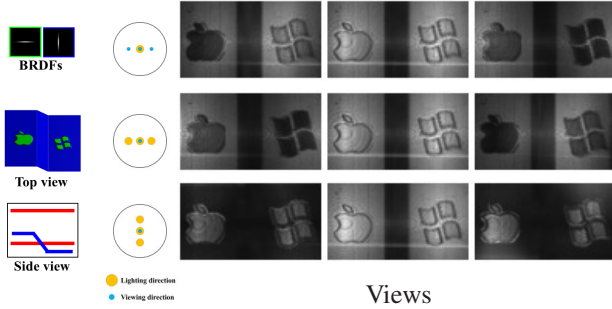 BRDFs
Top view
Side view
Lighting direction
Viewing direction
Views